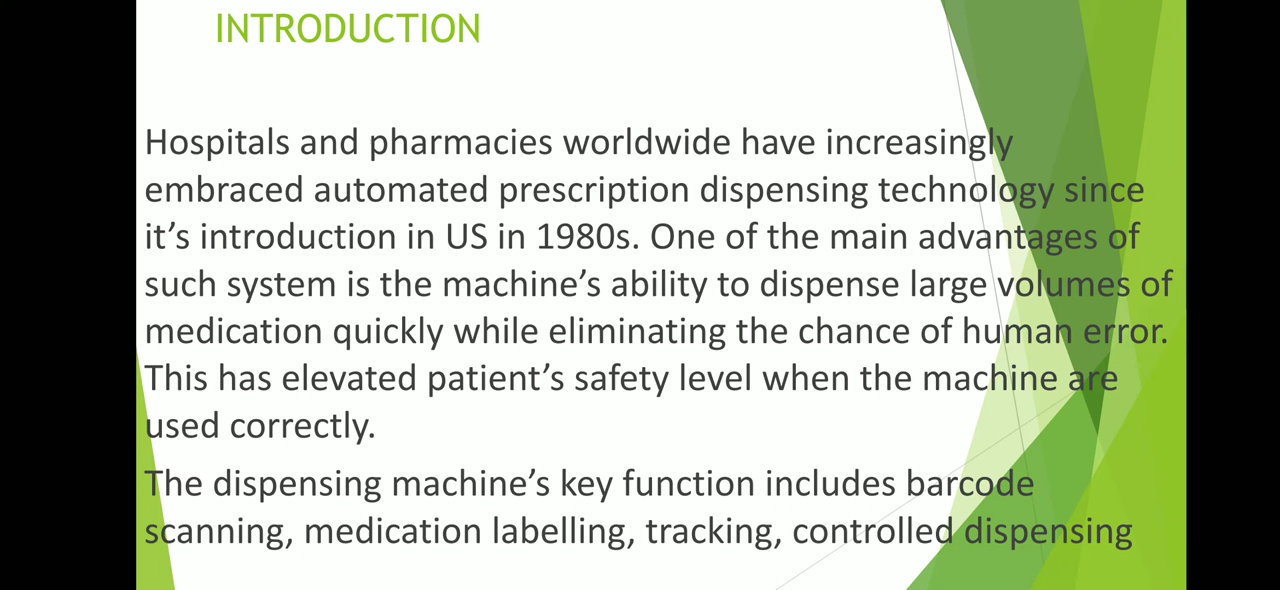 INTRODUCTION
Hospitals and pharmacies worldwide have increasingly
embraced automated prescription dispensing technology since
it’s introduction in US in 1980s. One of the main advantages of
such system is the machine’s ability to dispense large volumes of
medication quickly while eliminating the chance of human error.
This has elevated patient’s safety level when the machine are
used correctly.
The dispensing machine’s key function includes barcode
scanning, medication labelling, tracking, controlled dispensing